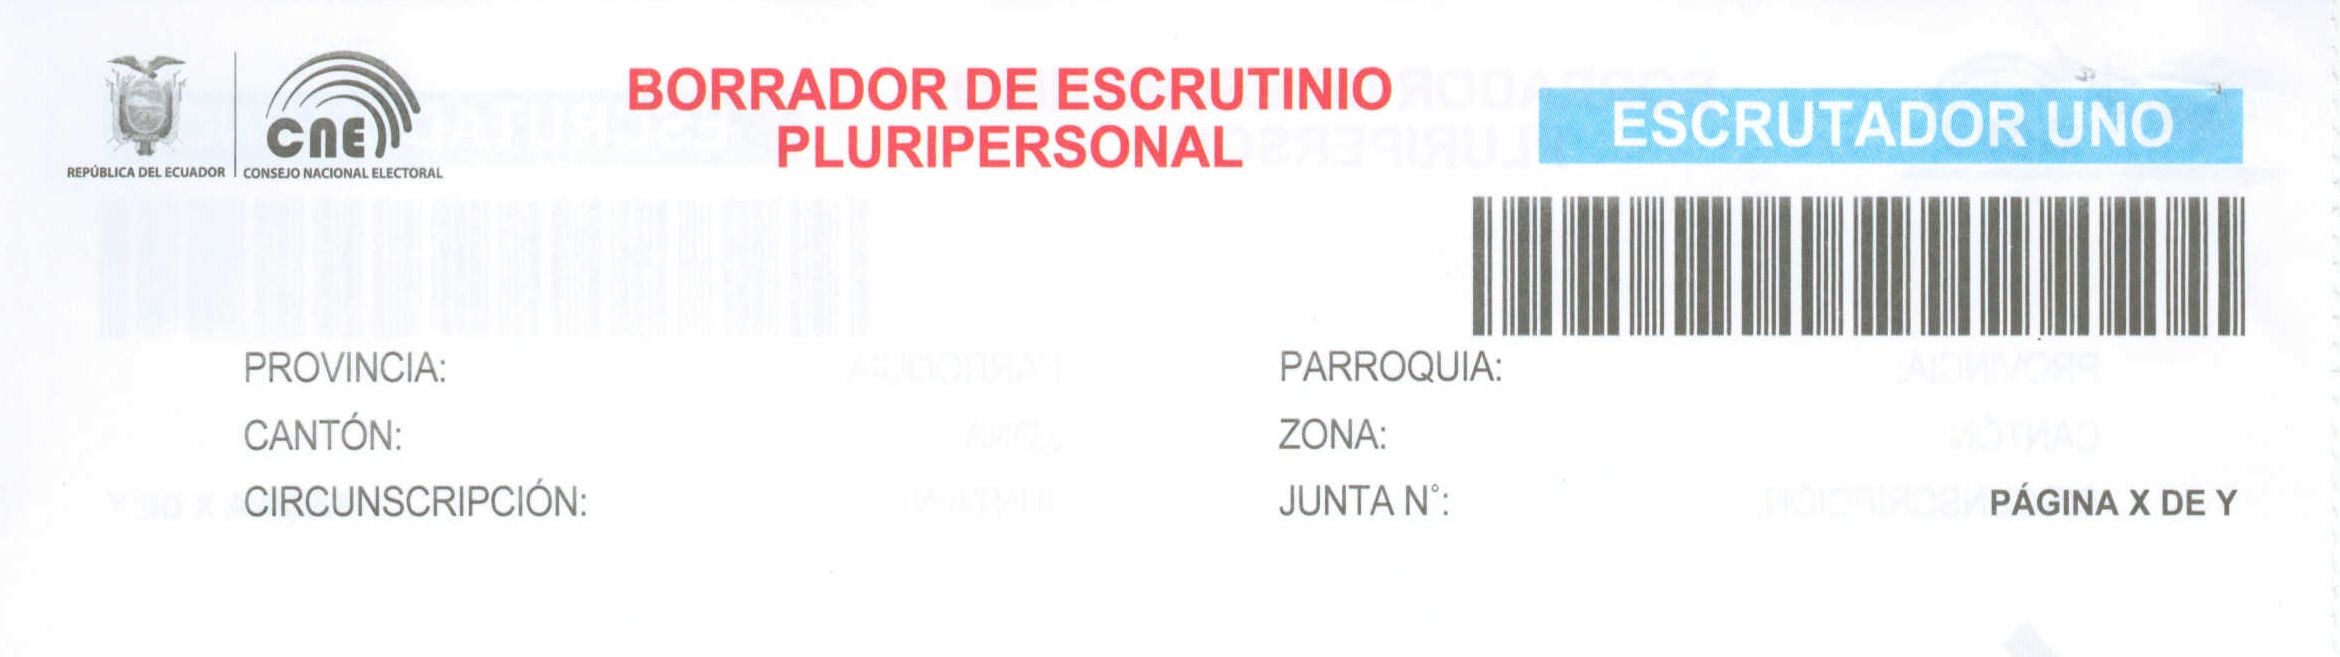 REPÚBLICA DEL ECUADOR
CNE
CONSEJO NACIONAL ELECTORAL
BORRADOR DE ESCRUTINIO
PLURIPERSONAL
ESCRUTADOR UNO
PROVINCIA:
PARROQUIA:
CANTÓN:
ZONA:
CIRCUNSCRIPCIÓN:
JUNTA N°:
PÁGINA X DE Y